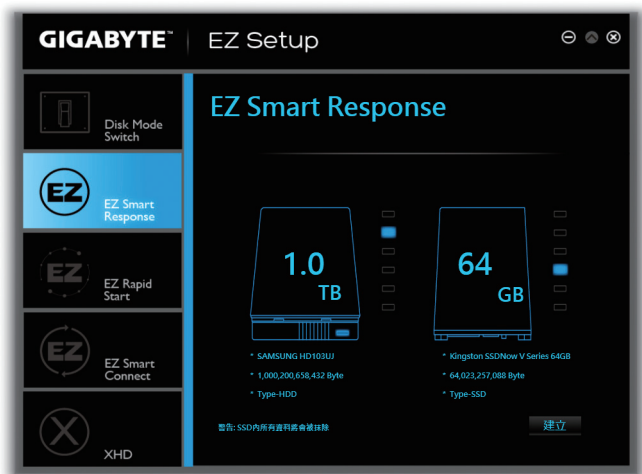 GIGABYTE™ EZ Setup
Disk Mode
Switch
EZ
EZ Smart
Response
EZ
EZ Rapid
Start
EZ
EZ Smart
Connect
XHD
EZ Smart Response
1.0
TB
64
GB
* SAMSUNG HD103UJ
* 1,000,200,658,432 Byte
* Type-HDD
* Kingston SSDNow V Series 64GB
* 64,023,257,088 Byte
* Type-SSD
警告: SSD內所有資料將會被抹除
建立